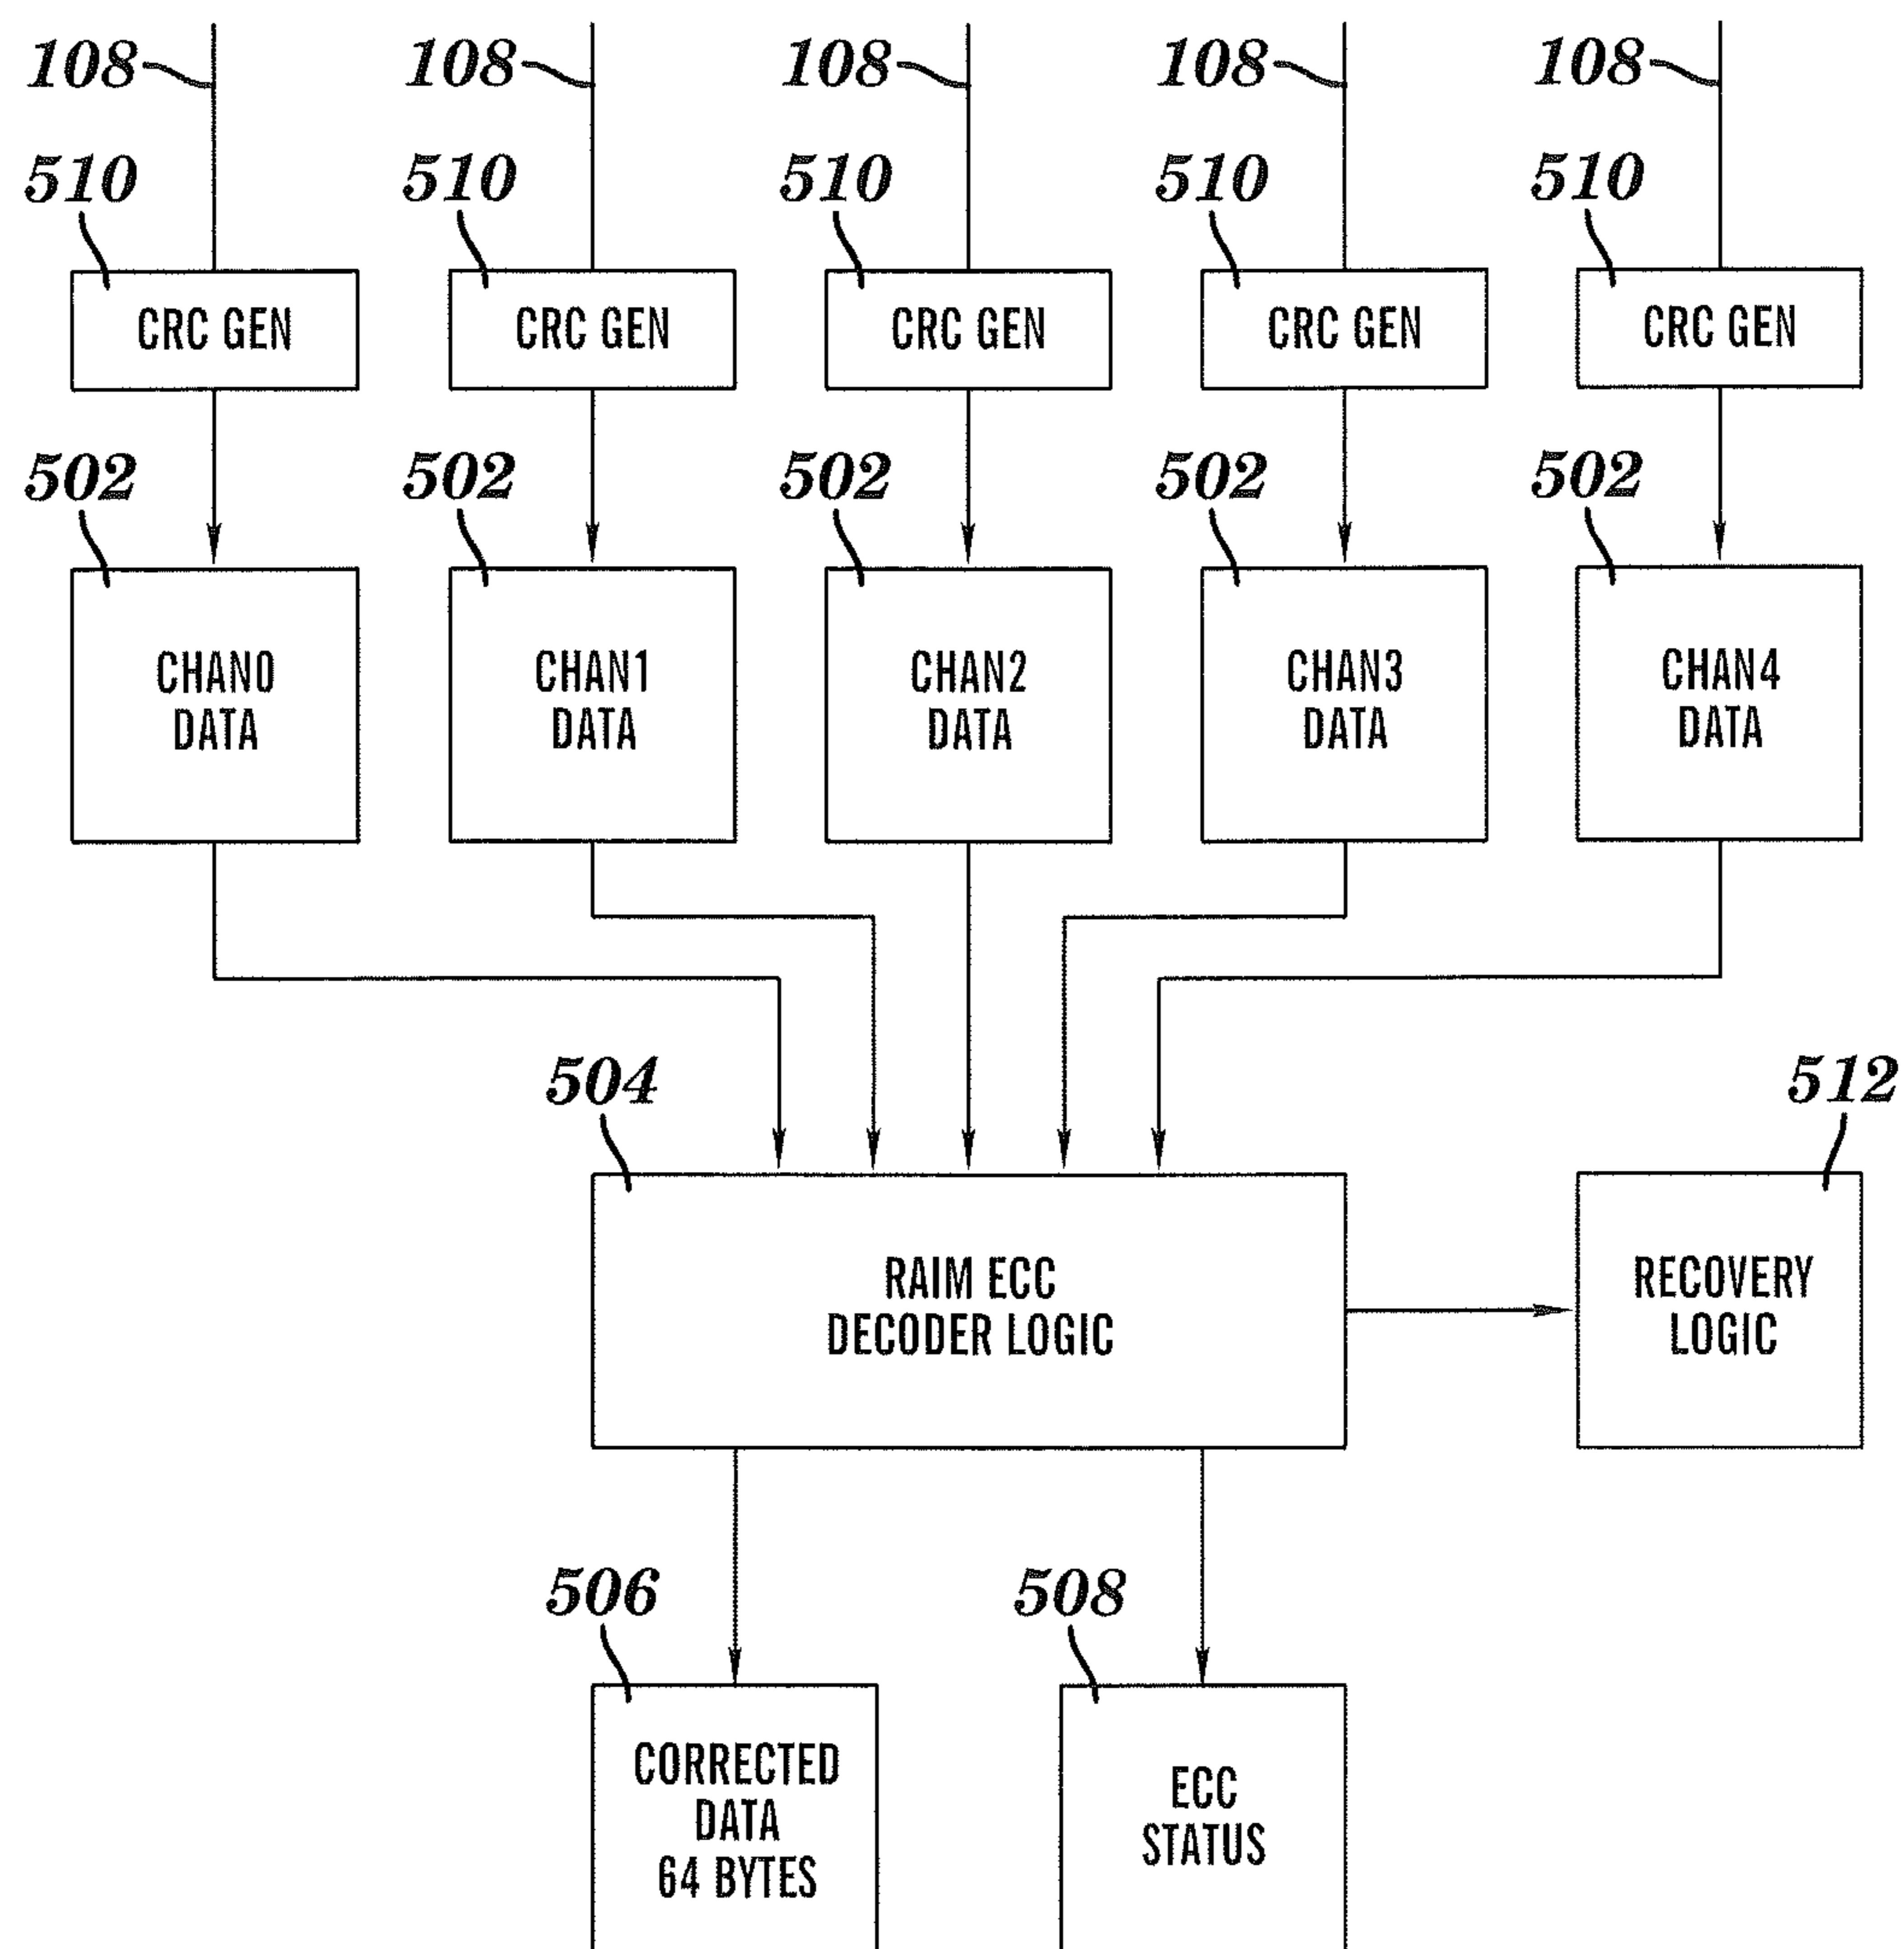 108 108 108 108 108
510 510 510 510 510
CRC GEN CRC GEN CRC GEN CRC GEN CRC GEN
502 502 502 502 502
CHAN0 CHAN1 CHAN2 CHAN3 CHAN4
DATA DATA DATA DATA DATA
504 512
RAIM ECC RECOVERY
DECODER LOGIC LOGIC
506 508
CORRECTED
DATA
64 BYTES
ECC
STATUS